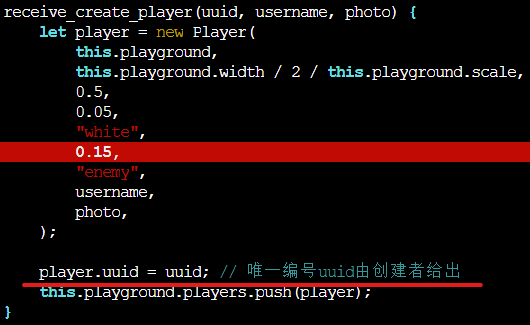 receive_create_player(uuid, username, photo) {
    let player = new Player(
        this.playground,
        this.playground.width / 2 / this.playground.scale,
        0.5,
        0.05,
        "white",
        0.15,
        "enemy",
        username,
        photo,
    );
    player.uuid = uuid; // 唯一编号uuid由创建者给出
    this.playground.players.push(player);
}